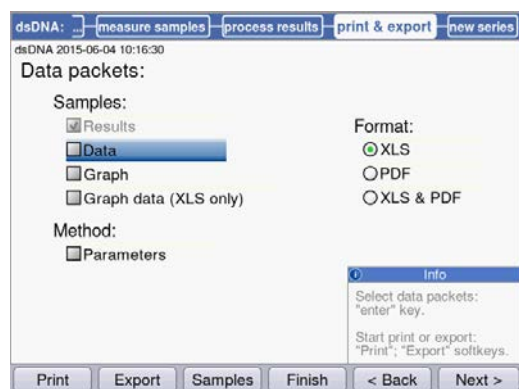 dsDNA: ... measure samples process results print & export new series
dsDNA 2015-06-04 10:16:30
Data packets:
Samples:
Results
Data
Graph
Graph data (XLS only)
Method:
Parameters
Format:
XLS
PDF
XLS & PDF
Info
Select data packets:
"enter" key.
Start print or export:
"Print"; "Export" softkeys.
Print Export Samples Finish < Back Next >